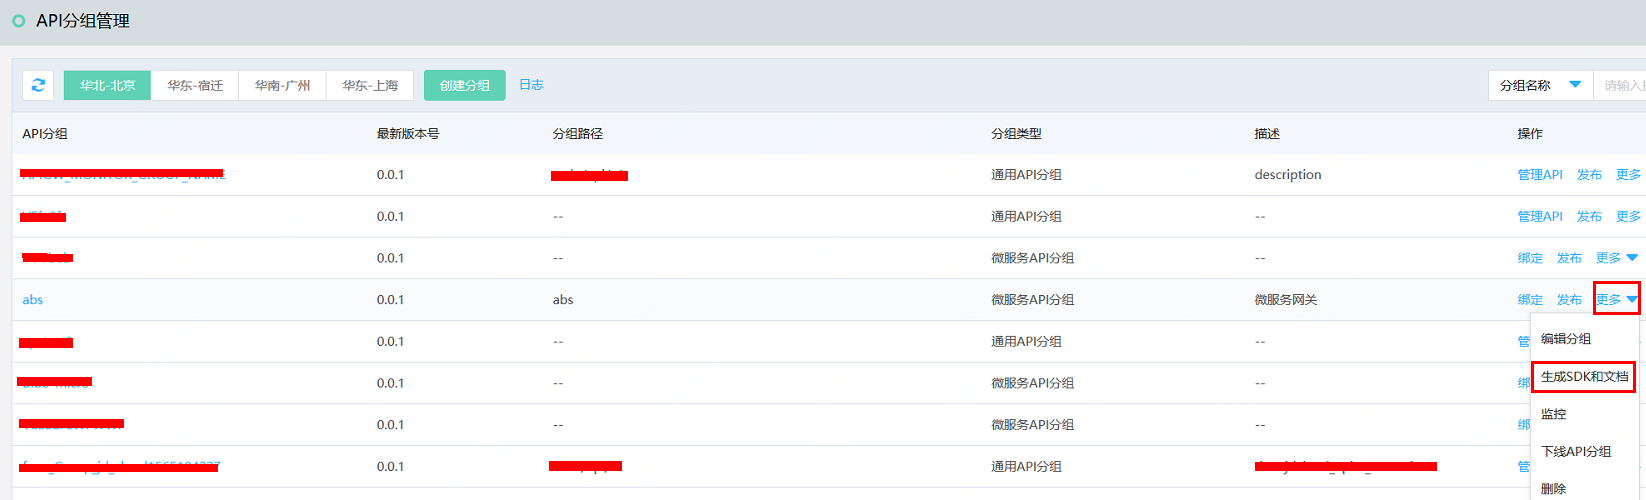 API分组管理
华北-北京 华东-宿迁 华南-广州 华东-上海 创建分组 日志 分组名称 请输入
API分组 最新版本号 分组路径 分组类型 描述 操作
0.0.1 通用API分组 description 管理API 发布 更多
0.0.1 -- 通用API分组 -- 管理API 发布 更多
0.0.1 -- 微服务API分组 -- 绑定 发布 更多
abs 0.0.1 abs 微服务API分组 微服务网关 绑定 发布 更多
编辑分组
0.0.1 -- 通用API分组 -- 管
生成SDK和文档
0.0.1 -- 微服务API分组 -- 绑
监控
0.0.1 -- 微服务API分组 -- 绑
下线API分组
0.0.1 通用API分组 管
删除